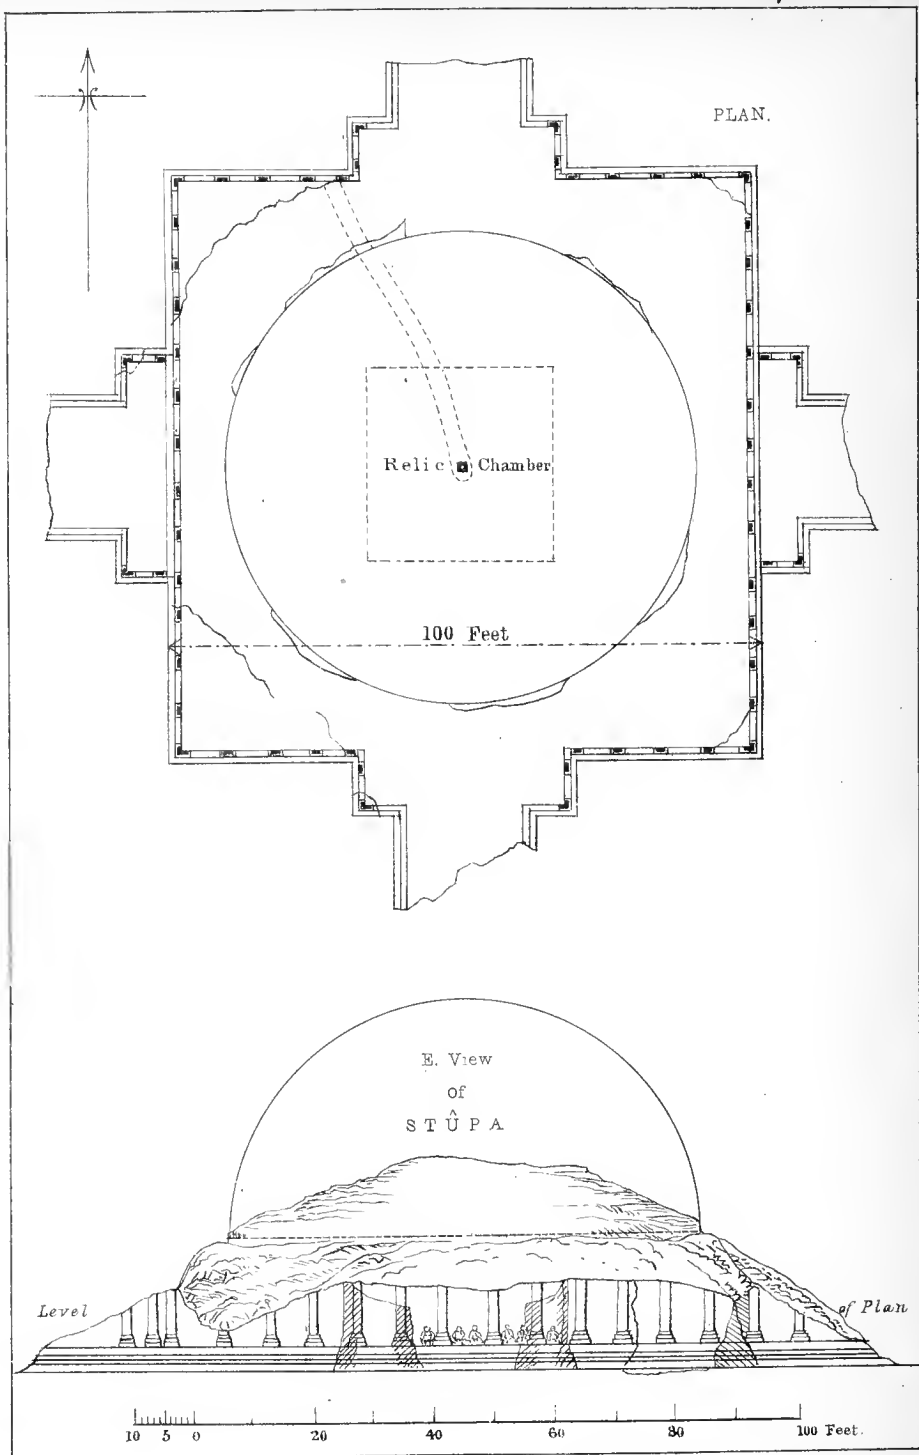 PLAN.
Relic Chamber
100 Feet
E. View
of
STÛPA
Level of Plan
10 5 0 20 40 60 80 100 Feet.